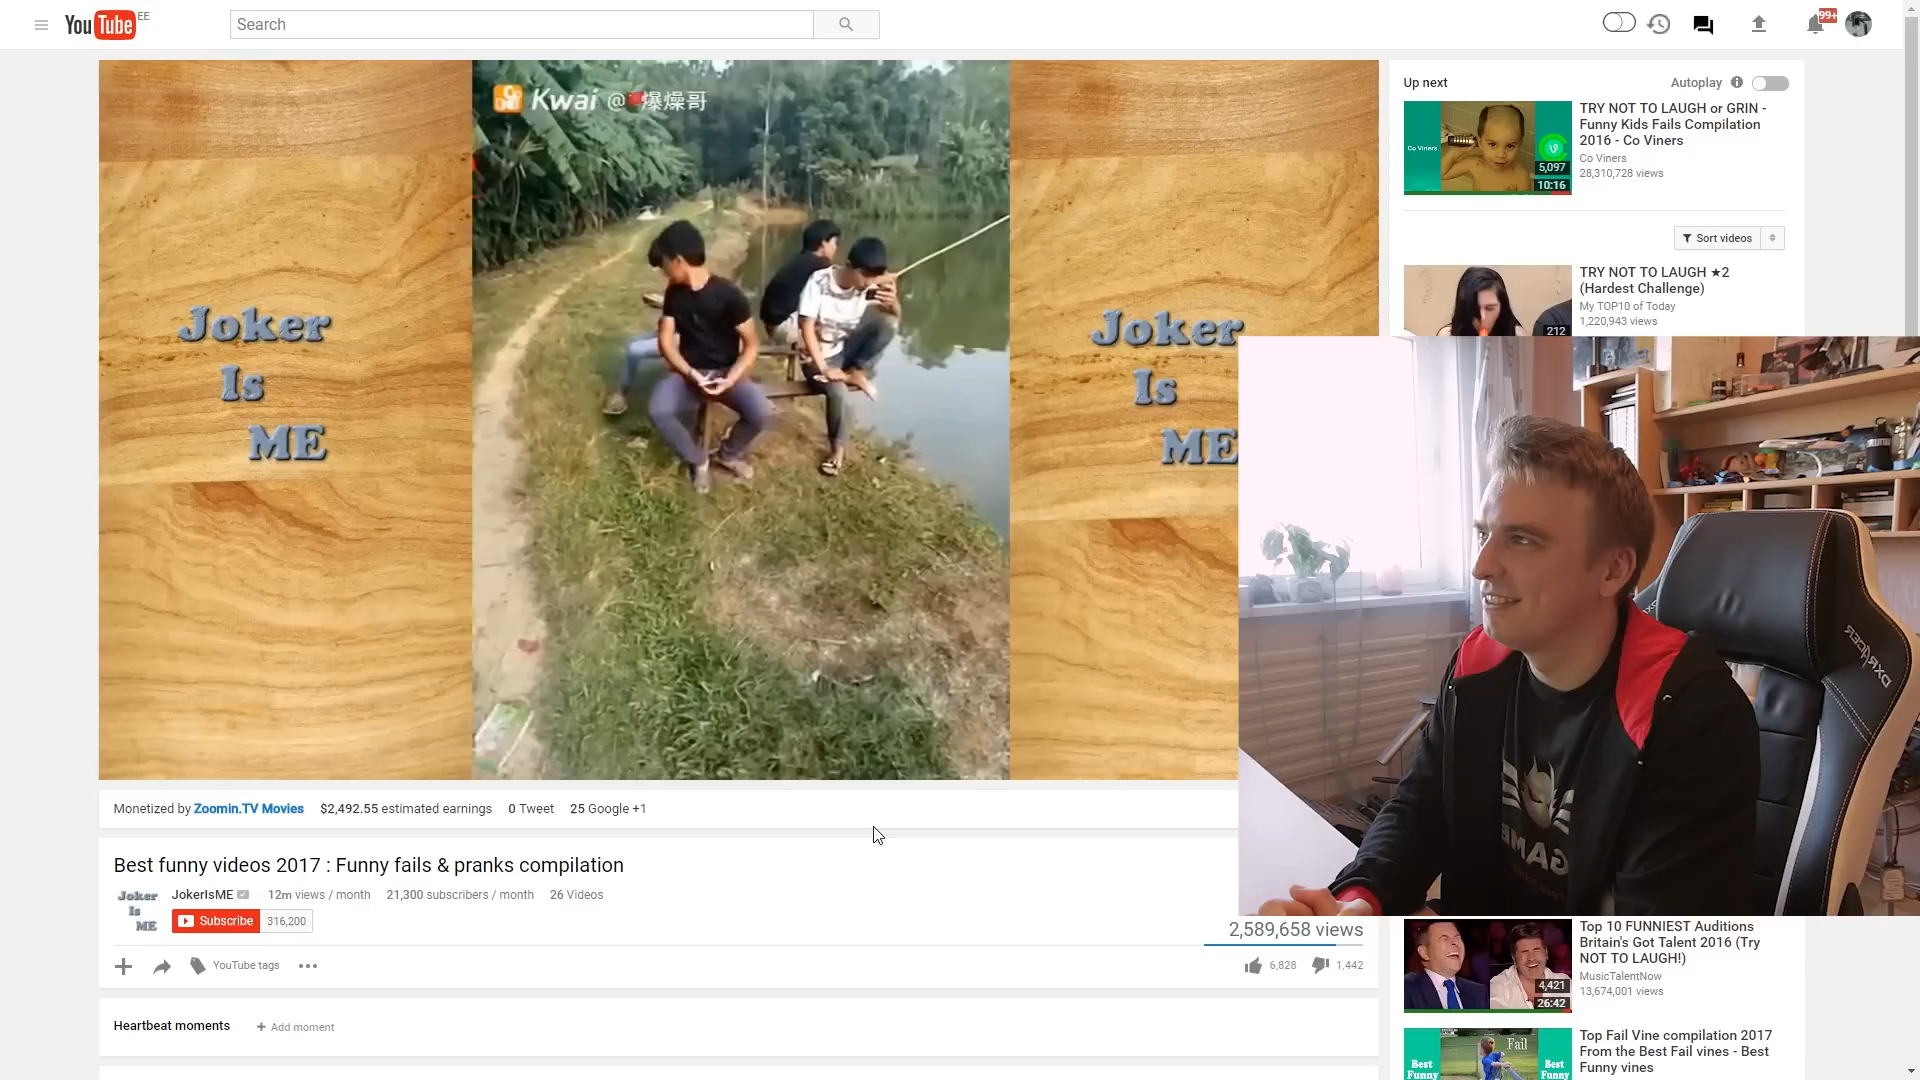 YouTube EE
Search
99+
Kwai @爆燥哥
Joker
Is
ME
Joker
Is
ME
Up next
Autoplay
Co Viners
5,097
10:16
TRY NOT TO LAUGH or GRIN -
Funny Kids Fails Compilation
2016 - Co Viners
Co Viners
28,310,728 views
Sort videos
212
TRY NOT TO LAUGH ★2
(Hardest Challenge)
My TOP10 of Today
1,220,943 views
DXRACER
GAME
Monetized by Zoomin.TV Movies $2,492.55 estimated earnings 0 Tweet 25 Google +1
Best funny videos 2017 : Funny fails & pranks compilation
Joker
Is
ME
JokerIsME 12m views / month 21,300 subscribers / month 26 Videos
Subscribe 316,200
2,589,658 views
YouTube tags
6,828 1,442
Heartbeat moments + Add moment
4,421
26:42
Top 10 FUNNIEST Auditions
Britain's Got Talent 2016 (Try
NOT TO LAUGH!)
MusicTalentNow
13,674,001 views
Fail
Best
Funny
Best
Funny
Top Fail Vine compilation 2017
From the Best Fail vines - Best
Funny vines